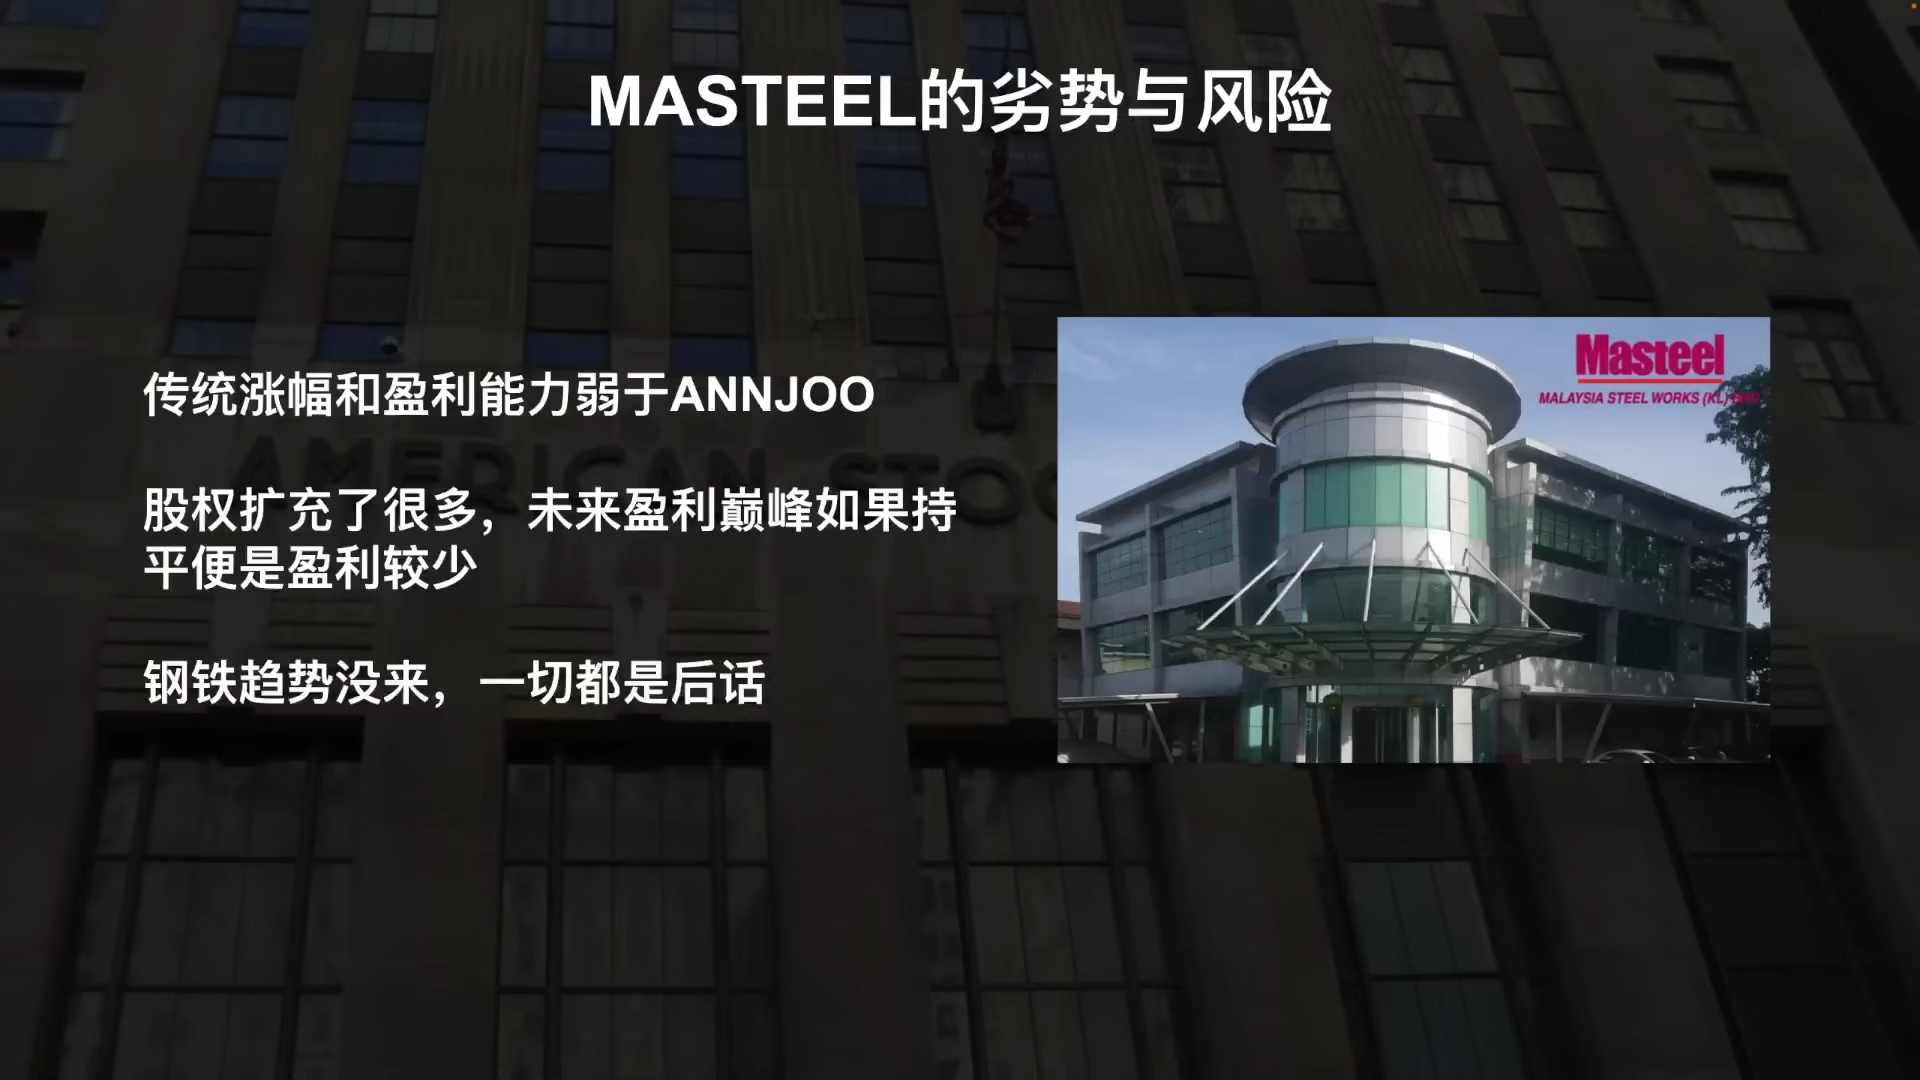 MASTEEL的劣势与风险
传统涨幅和盈利能力弱于ANNJOO
股权扩充了很多，未来盈利巅峰如果持
平便是盈利较少
钢铁趋势没来，一切都是后话
AMERICAN STOC
Masteel
MALAYSIA STEEL WORKS (KL)